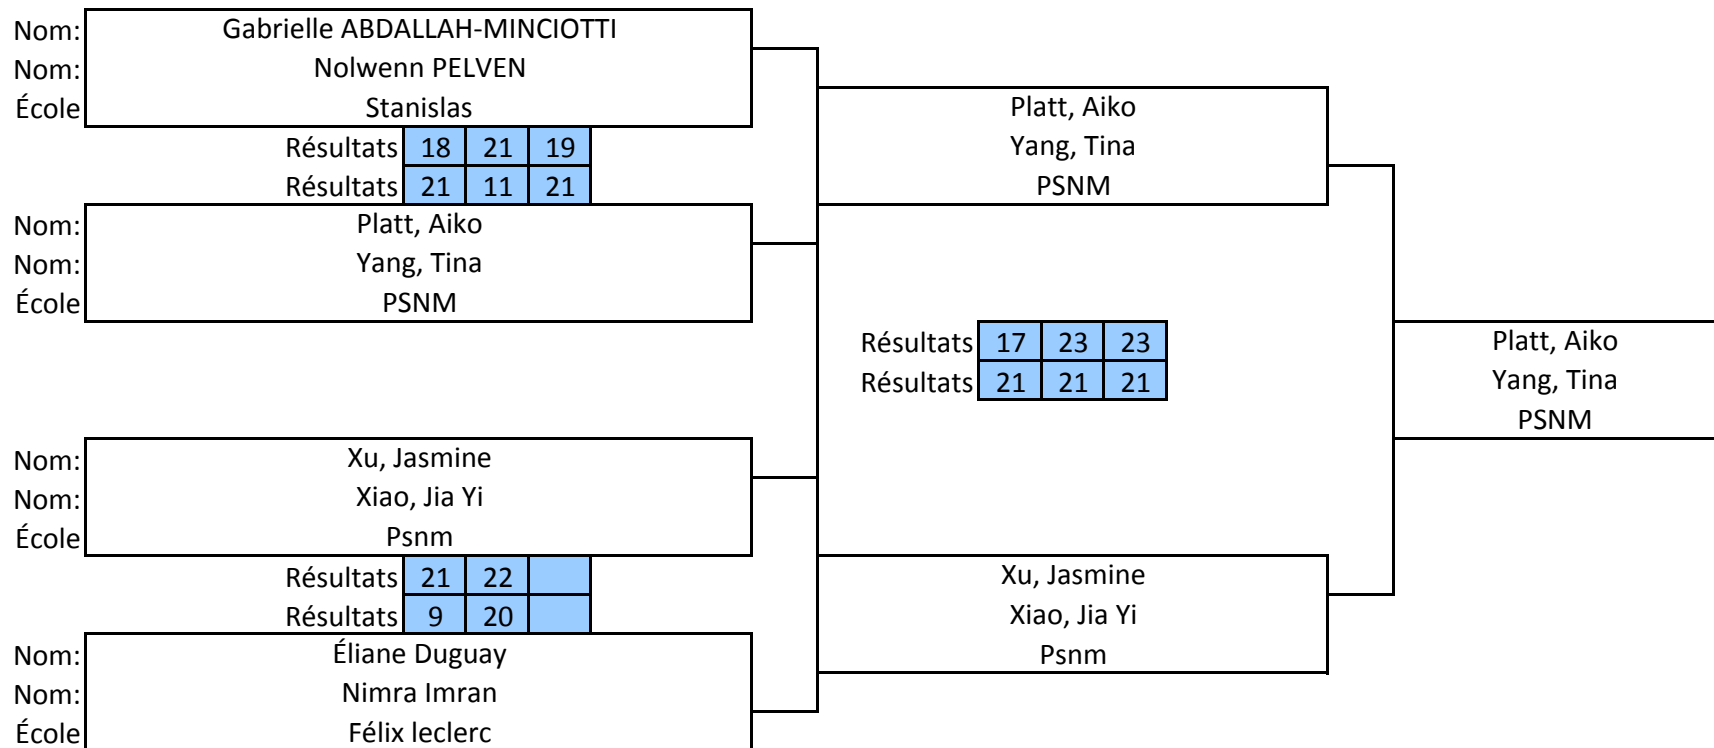 Nom: Gabrielle ABDALLAH-MINCIOTTI
Nom: Nolwenn PELVEN
École Stanislas
Résultats 18 21 19
Résultats 21 11 21
Nom: Platt, Aiko
Nom: Yang, Tina
École PSNM
Nom: Xu, Jasmine
Nom: Xiao, Jia Yi
École Psnm
Résultats 21 22
Résultats 9 20
Nom: Éliane Duguay
Nom: Nimra Imran
École Félix leclerc
Platt, Aiko
Yang, Tina
PSNM
Résultats 17 23 23
Résultats 21 21 21
Xu, Jasmine
Xiao, Jia Yi
Psnm
Platt, Aiko
Yang, Tina
PSNM